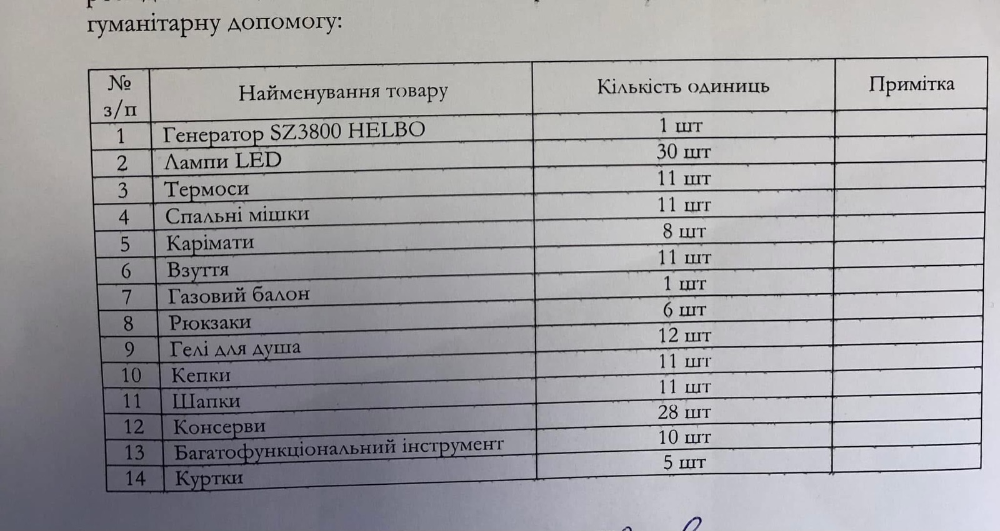 гуманітарну допомогу:
№ з/п Найменування товару Кількість одиниць Примітка
1 Генератор SZ3800 HELBO 1 шт
2 Лампи LED 30 шт
3 Термоси 11 шт
4 Спальні мішки 11 шт
5 Карімати 8 шт
6 Взуття 11 шт
7 Газовий балон 1 шт
8 Рюкзаки 6 шт
9 Гелі для душа 12 шт
10 Кепки 11 шт
11 Шапки 11 шт
12 Консерви 28 шт
13 Багатофункціональний інструмент 10 шт
14 Куртки 5 шт